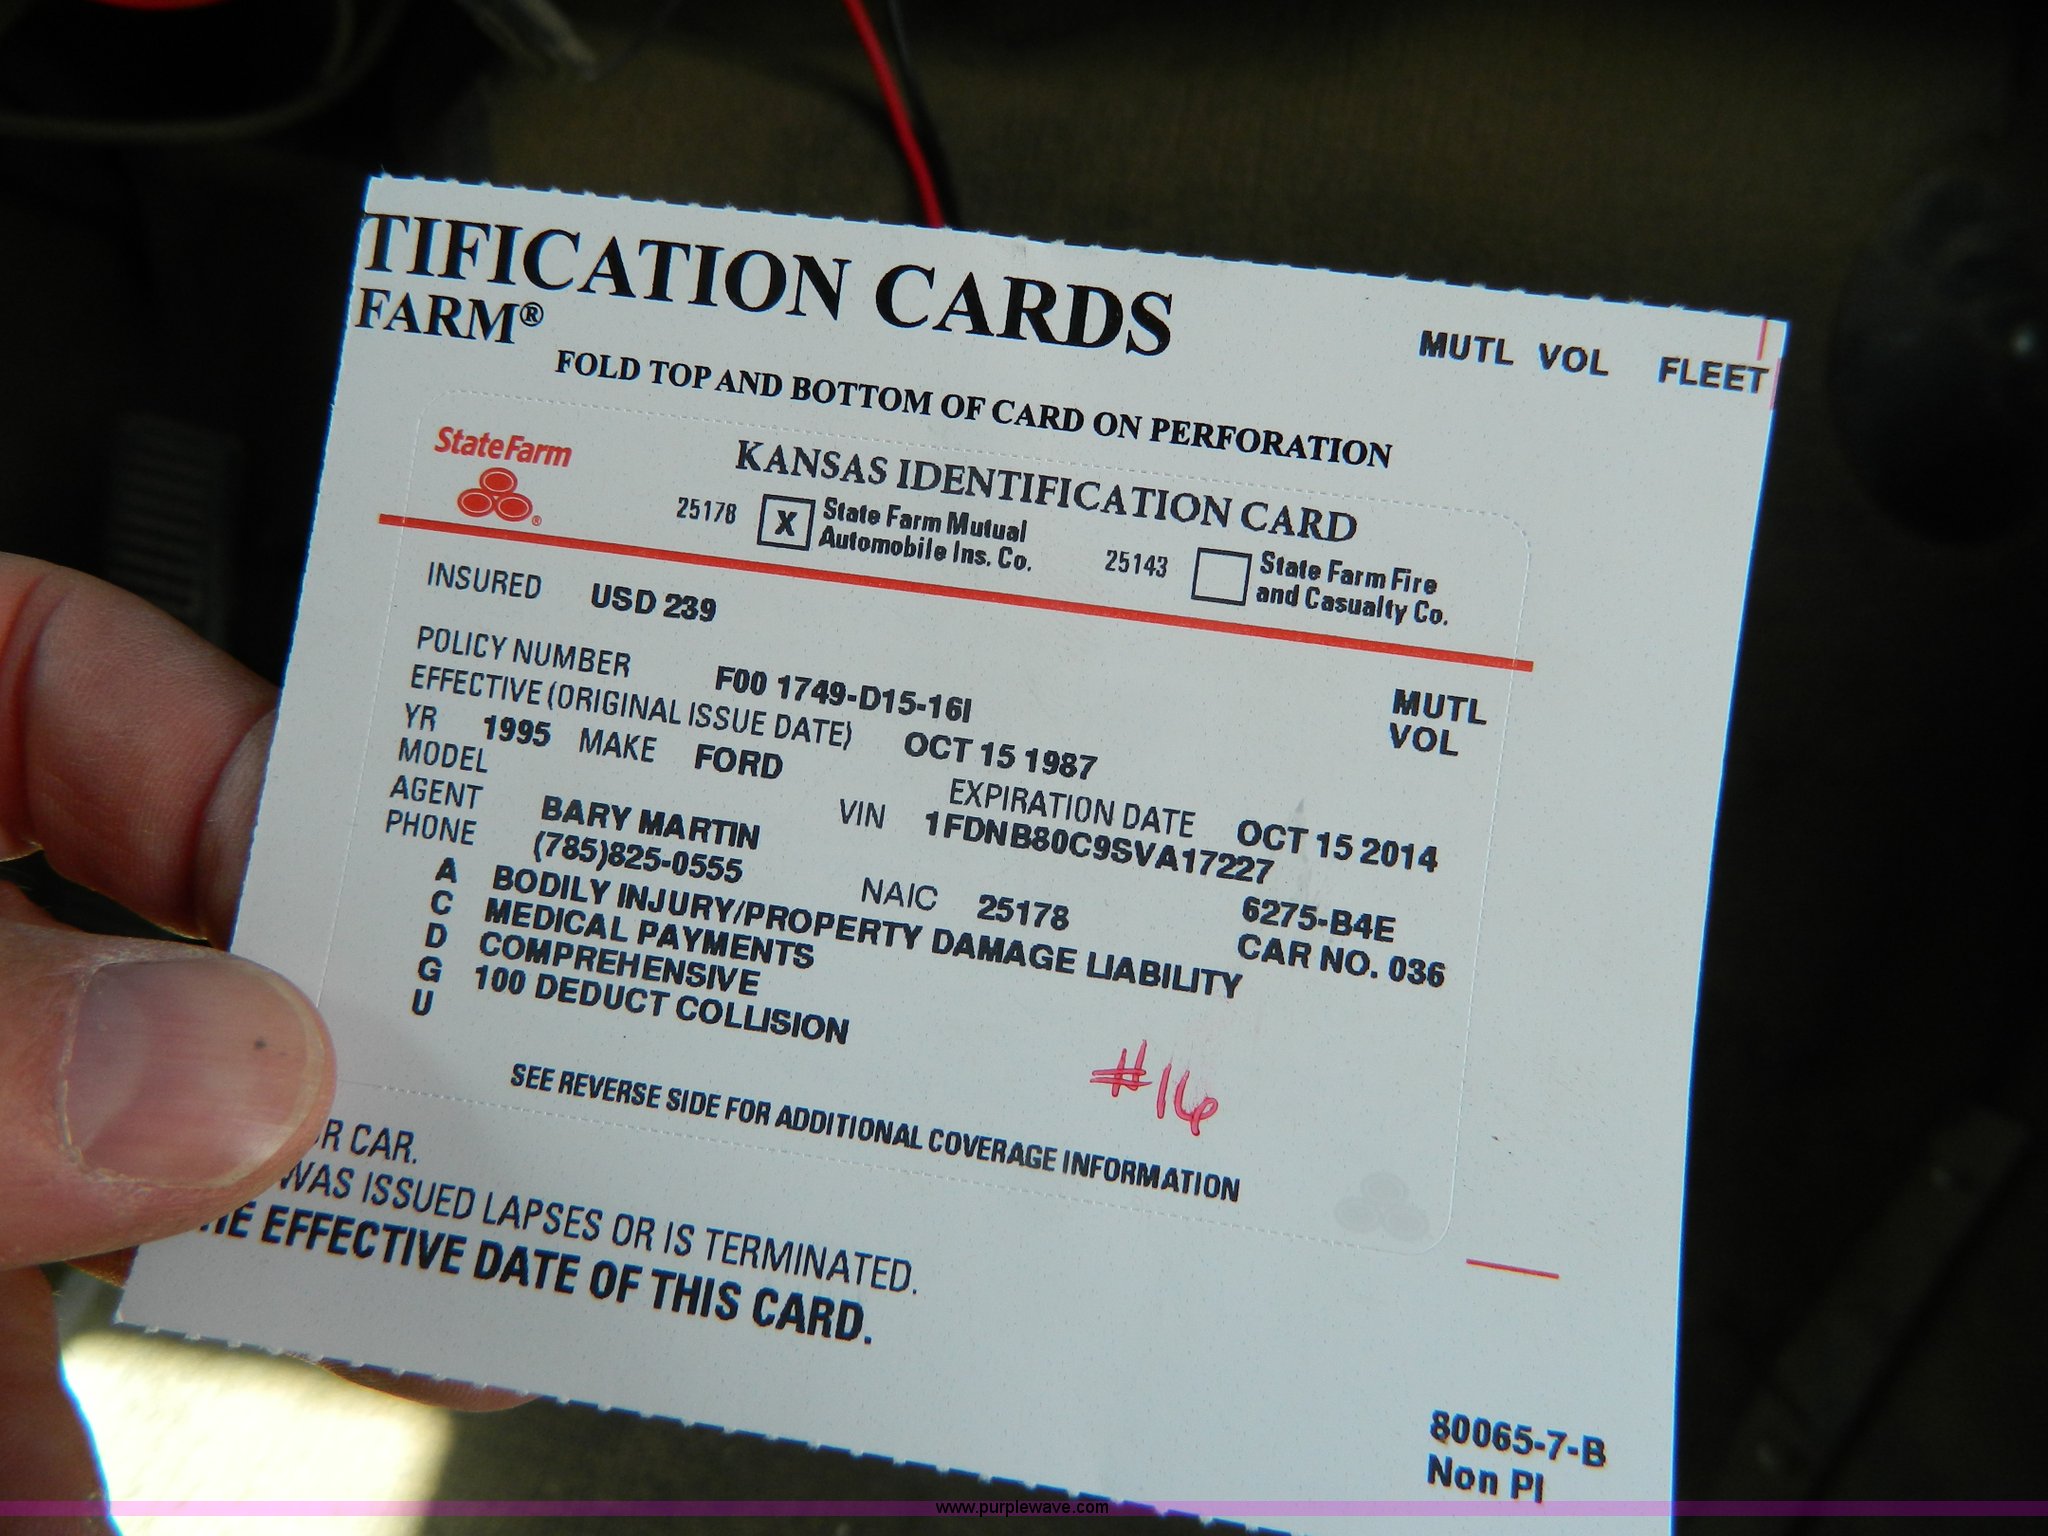 TIFICATION CARDS
FARM®
MUTL VOL FLEET
FOLD TOP AND BOTTOM OF CARD ON PERFORATION
StateFarm
®
KANSAS IDENTIFICATION CARD
25178 X State Farm Mutual
Automobile Ins. Co.
25143 State Farm Fire
and Casualty Co.
INSURED USD 239
POLICY NUMBER F00 1749-D15-16I
MUTL
VOL
EFFECTIVE (ORIGINAL ISSUE DATE) OCT 15 1987
YR 1995 MAKE FORD
EXPIRATION DATE OCT 15 2014
MODEL
VIN 1FDNB80C9SVA17227
AGENT BARY MARTIN
PHONE (785)825-0555
NAIC 25178
6275-B4E
CAR NO. 036
A BODILY INJURY/PROPERTY DAMAGE LIABILITY
C MEDICAL PAYMENTS
D COMPREHENSIVE
G 100 DEDUCT COLLISION
U
#16
SEE REVERSE SIDE FOR ADDITIONAL COVERAGE INFORMATION
R CAR.
WAS ISSUED LAPSES OR IS TERMINATED.
HE EFFECTIVE DATE OF THIS CARD.
80065-7-B
Non PI
www.purplewave.com